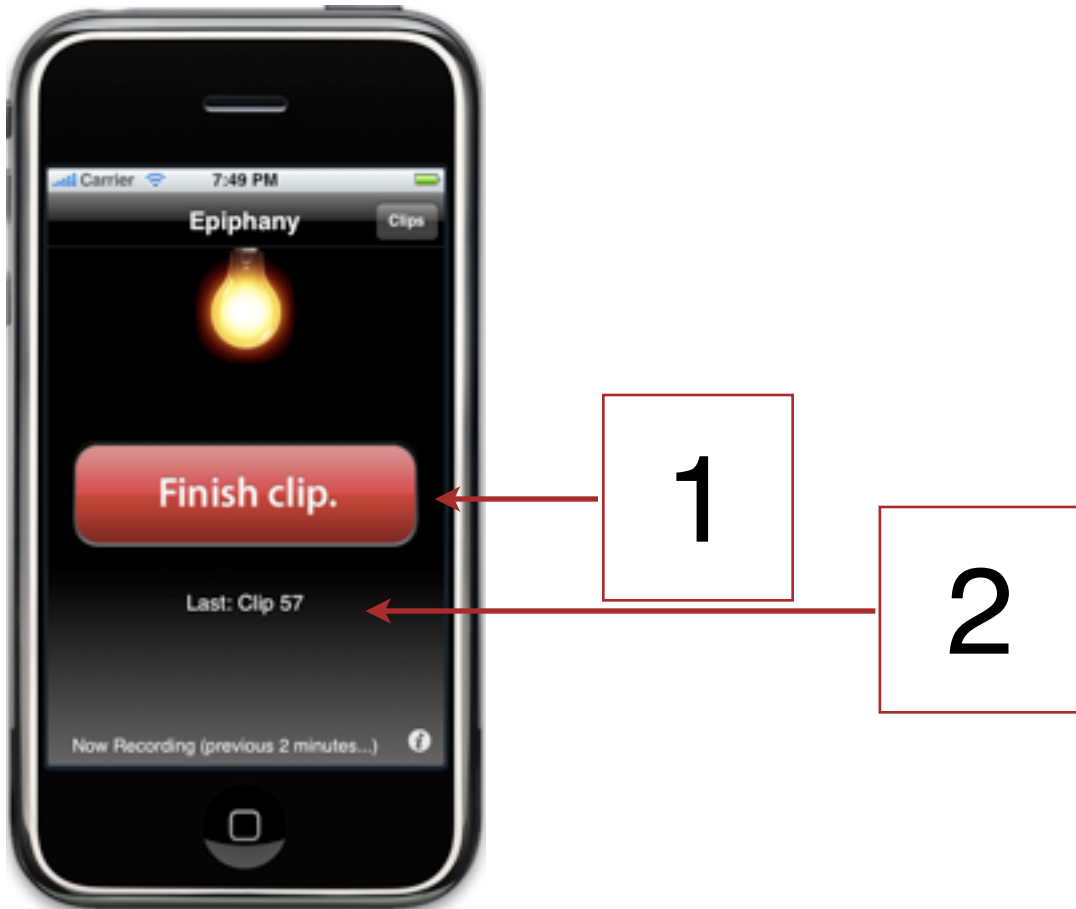 Carrier 7:49 PM
Epiphany Clips
Finish clip.
1
Last: Clip 57
2
Now Recording (previous 2 minutes...) i